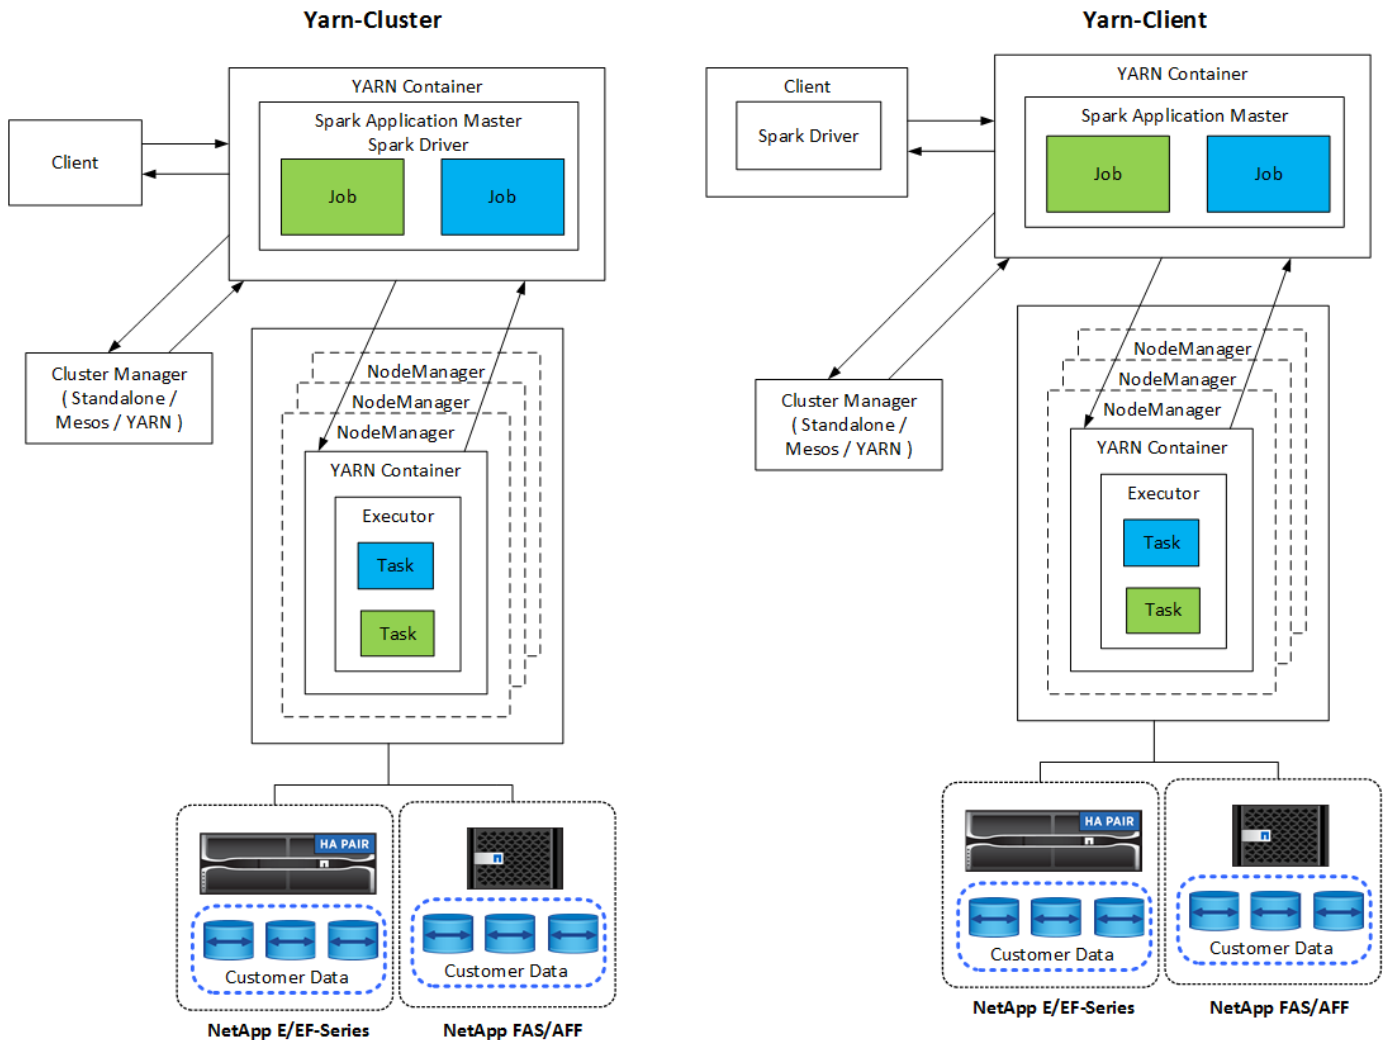 Yarn-Cluster
YARN Container
Spark Application Master
Spark Driver
Client
Job
Job
Cluster Manager
( Standalone /
Mesos / YARN )
NodeManager
NodeManager
NodeManager
YARN Container
Executor
Task
Task
HA PAIR
Customer Data
Customer Data
NetApp E/EF-Series
NetApp FAS/AFF
Yarn-Client
Client
Spark Driver
YARN Container
Spark Application Master
Job
Job
Cluster Manager
( Standalone /
Mesos / YARN )
NodeManager
NodeManager
NodeManager
YARN Container
Executor
Task
Task
HA PAIR
Customer Data
Customer Data
NetApp E/EF-Series
NetApp FAS/AFF